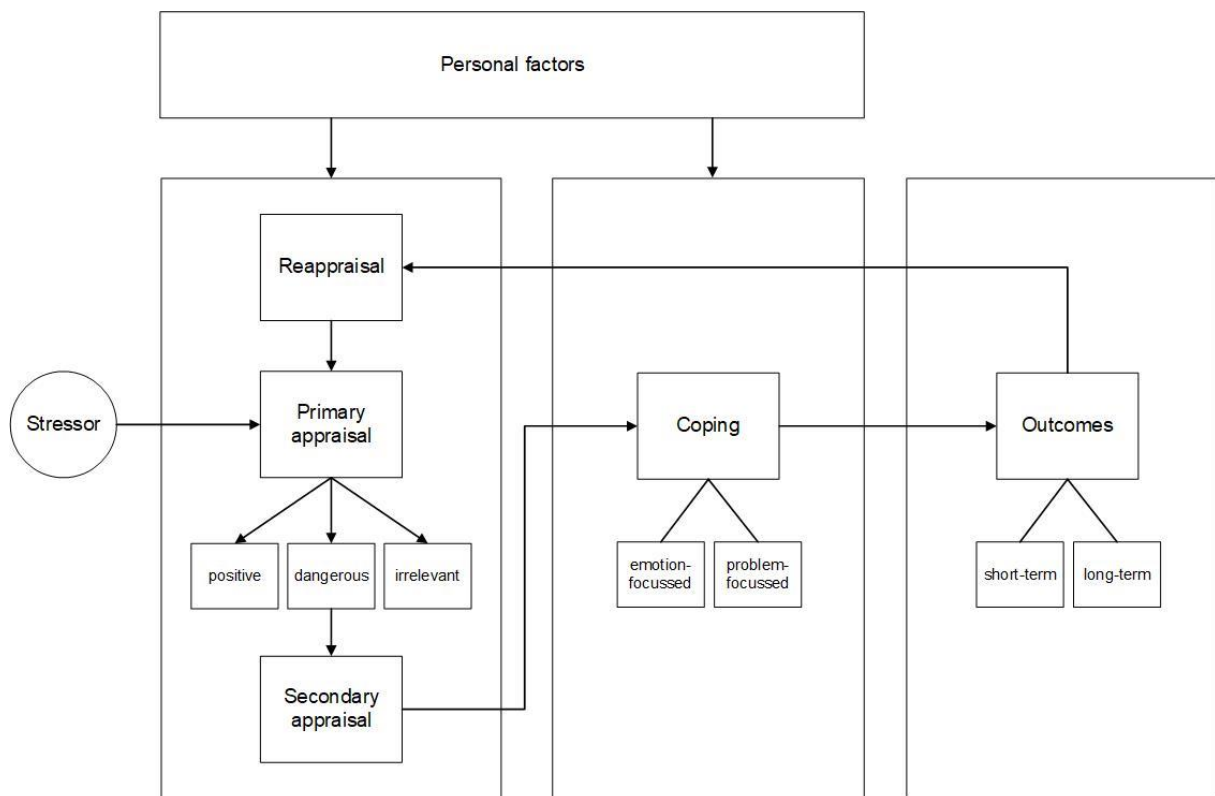 Personal factors
Reappraisal
Stressor
Primary
appraisal
Coping
Outcomes
positive
dangerous
irrelevant
emotion-
focussed
problem-
focussed
short-term
long-term
Secondary
appraisal